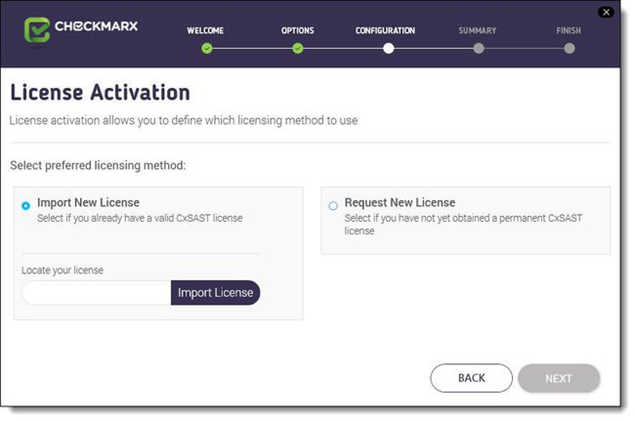 CHECKMARX
WELCOME
OPTIONS
CONFIGURATION
SUMMARY
FINISH
License Activation
License activation allows you to define which licensing method to use
Select preferred licensing method:
Import New License
Select if you already have a valid CxSAST license
Locate your license
Import License
Request New License
Select if you have not yet obtained a permanent CxSAST
license
BACK
NEXT